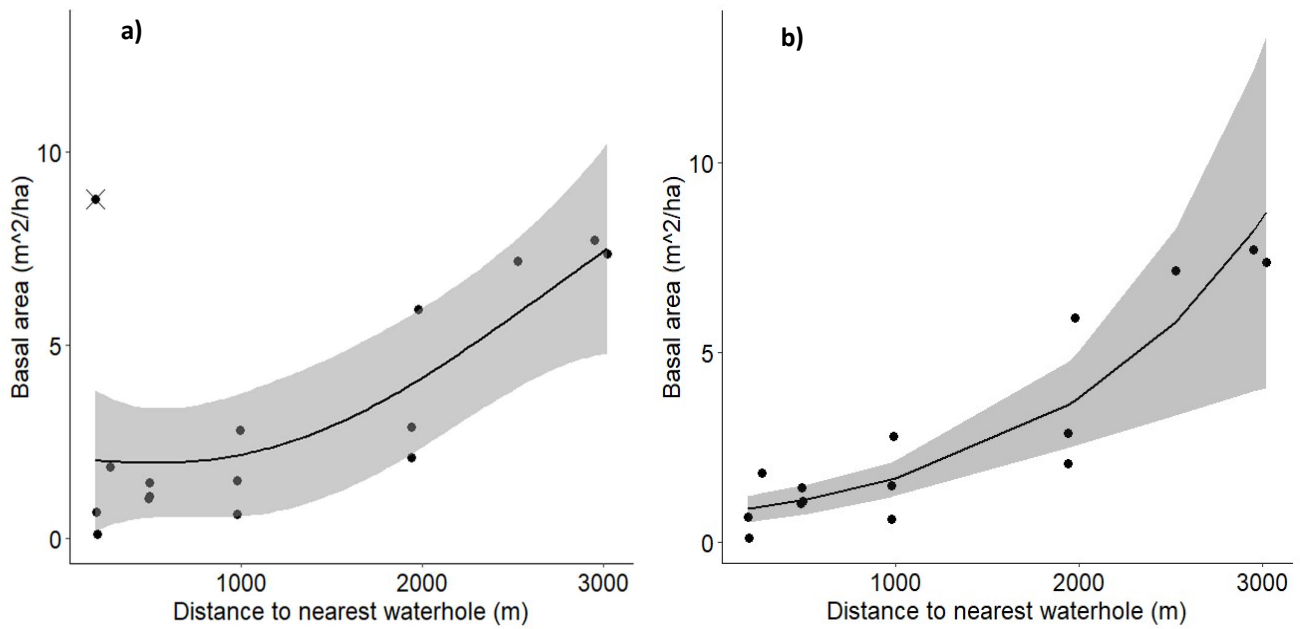 a)
10
5
0
Basal area (m^2/ha)
1000 2000 3000
Distance to nearest waterhole (m)
b)
10
5
0
Basal area (m^2/ha)
1000 2000 3000
Distance to nearest waterhole (m)